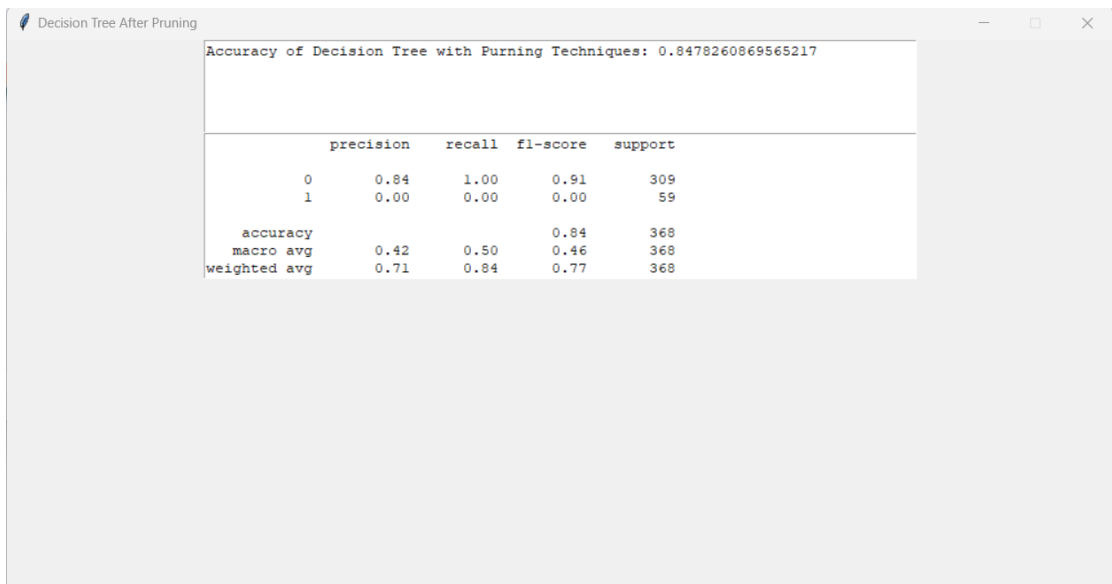 Decision Tree After Pruning
Accuracy of Decision Tree with Purning Techniques: 0.8478260869565217
precision recall f1-score support
0 0.84 1.00 0.91 309
1 0.00 0.00 0.00 59
accuracy 0.84 368
macro avg 0.42 0.50 0.46 368
weighted avg 0.71 0.84 0.77 368